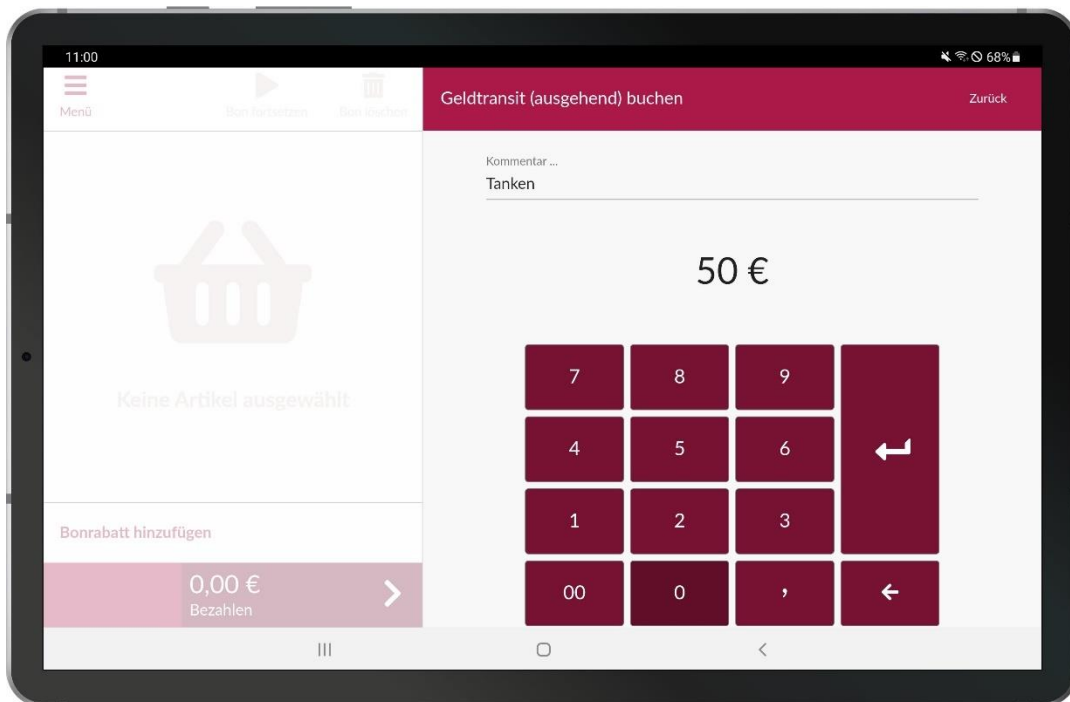 11:00
68%
Menü
Bon fortsetzen
Bon löschen
Geldtransit (ausgehend) buchen
Zurück
Kommentar ...
Tanken
50 €
Keine Artikel ausgewählt
Bonrabatt hinzufügen
0,00 €
Bezahlen
7 8 9
4 5 6
1 2 3
00 0 ,